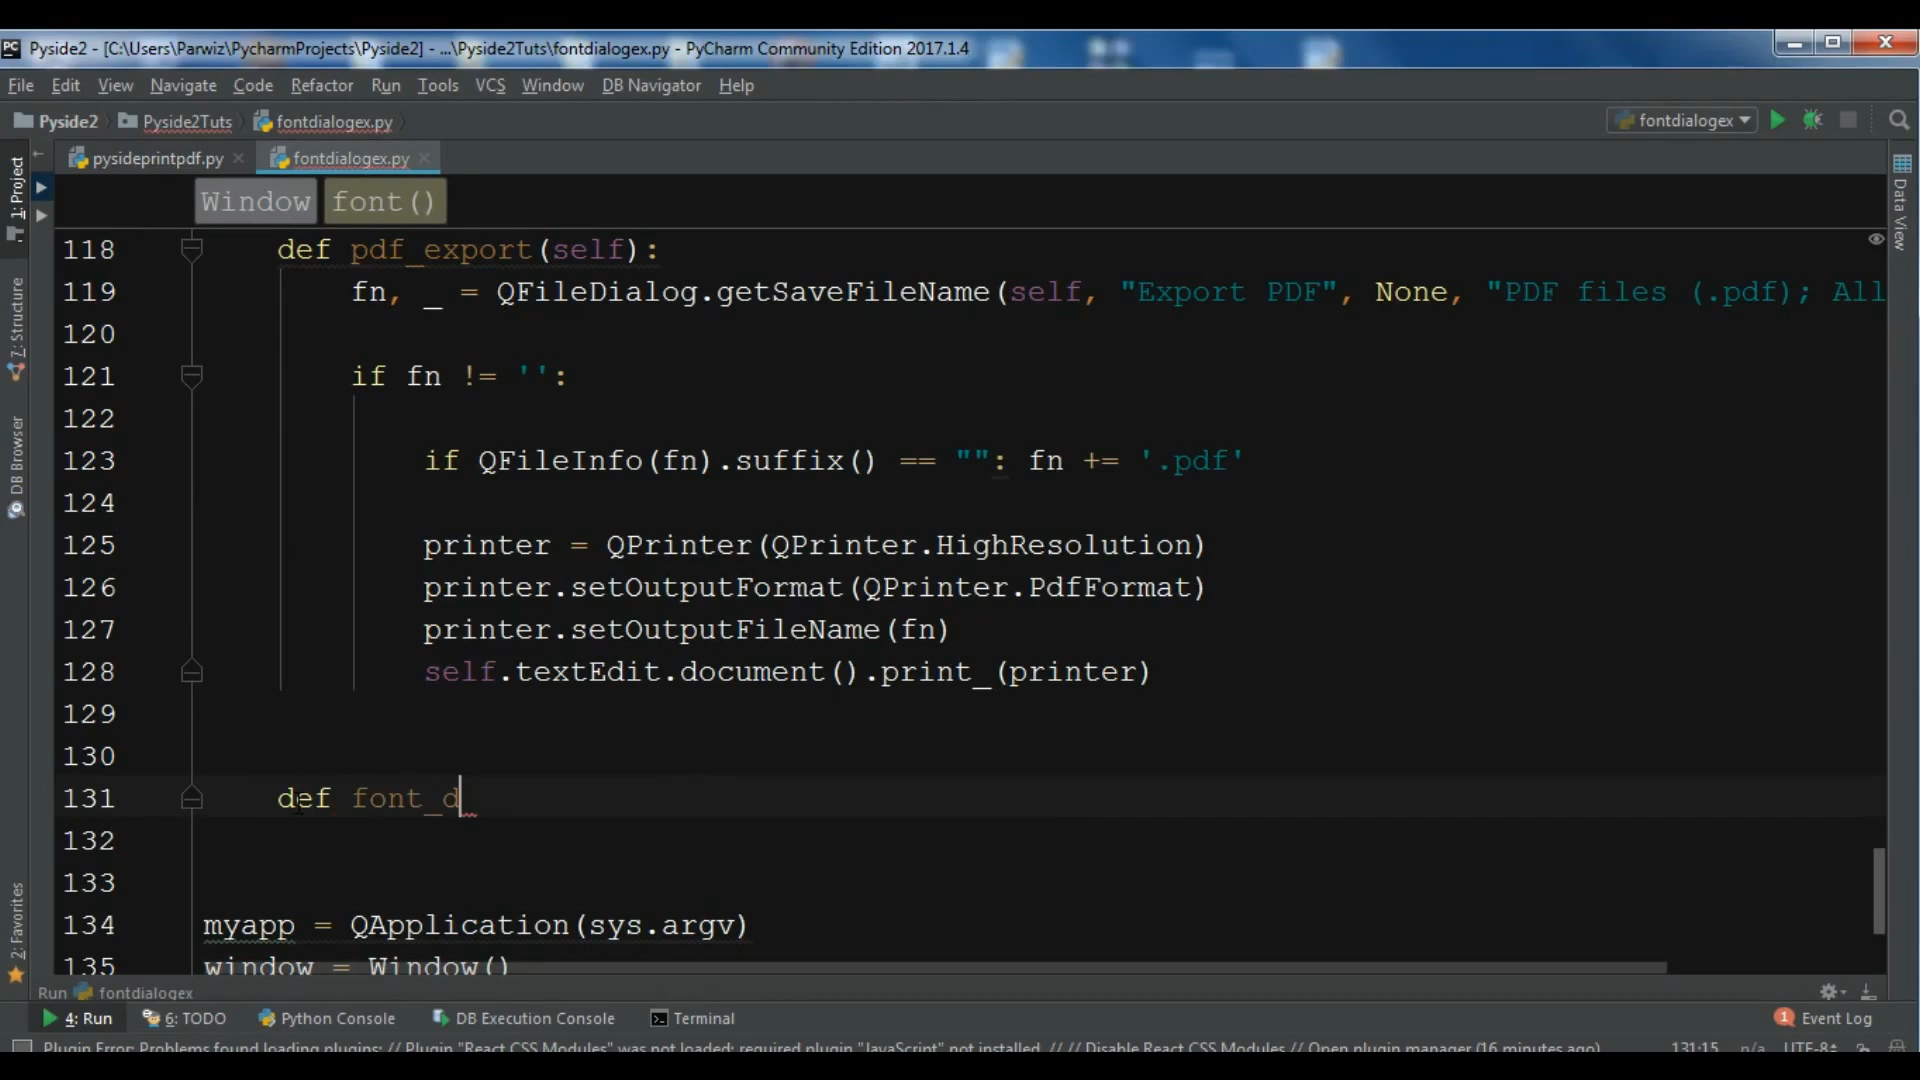 Pyside2 - [C:\Users\Parwiz\PycharmProjects\Pyside2] - ...\Pyside2Tuts\fontdialogex.py - PyCharm Community Edition 2017.1.4
File Edit View Navigate Code Refactor Run Tools VCS Window DB Navigator Help
Pyside2 Pyside2Tuts fontdialogex.py fontdialogex
pysideprintpdf.py fontdialogex.py
Window font()
118 def pdf_export(self):
119 fn, _ = QFileDialog.getSaveFileName(self, "Export PDF", None, "PDF files (.pdf); All
120
121 if fn != '':
122
123 if QFileInfo(fn).suffix() == "": fn += '.pdf'
124
125 printer = QPrinter(QPrinter.HighResolution)
126 printer.setOutputFormat(QPrinter.PdfFormat)
127 printer.setOutputFileName(fn)
128 self.textEdit.document().print_(printer)
129
130
131 def font_d
132
133
134 myapp = QApplication(sys.argv)
135 window = Window()
1: Project
7: Structure
DB Browser
2: Favorites
Data View
Run fontdialogex
4: Run 6: TODO Python Console DB Execution Console Terminal 1 Event Log
Plugin Error: Problems found loading plugins: // Plugin "React CSS Modules" was not loaded: required plugin "JavaScript" not installed. // // Disable React CSS Modules // Open plugin manager (16 minutes ago) 131:15 n/a UTF-8